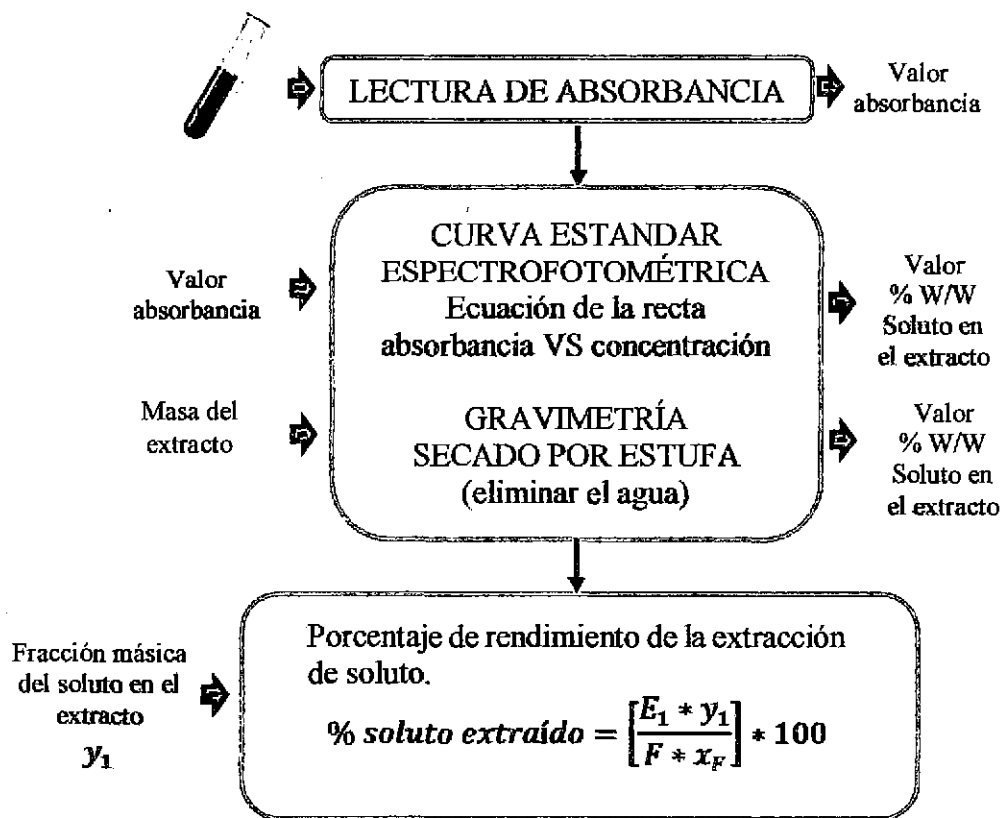 LECTURA DE ABSORBANCIA
Valor
absorbancia
Valor
absorbancia
CURVA ESTANDAR
ESPECTROFOTOMÉTRICA
Ecuación de la recta
absorbancia VS concentración
Valor
% W/W
Soluto en
el extracto
Masa del
extracto
GRAVIMETRÍA
SECADO POR ESTUFA
(eliminar el agua)
Valor
% W/W
Soluto en
el extracto
Fracción másica
del soluto en el
extracto
y₁
Porcentaje de rendimiento de la extracción
de soluto.
% soluto extraído = [E₁ * y₁ / F * x_F] * 100